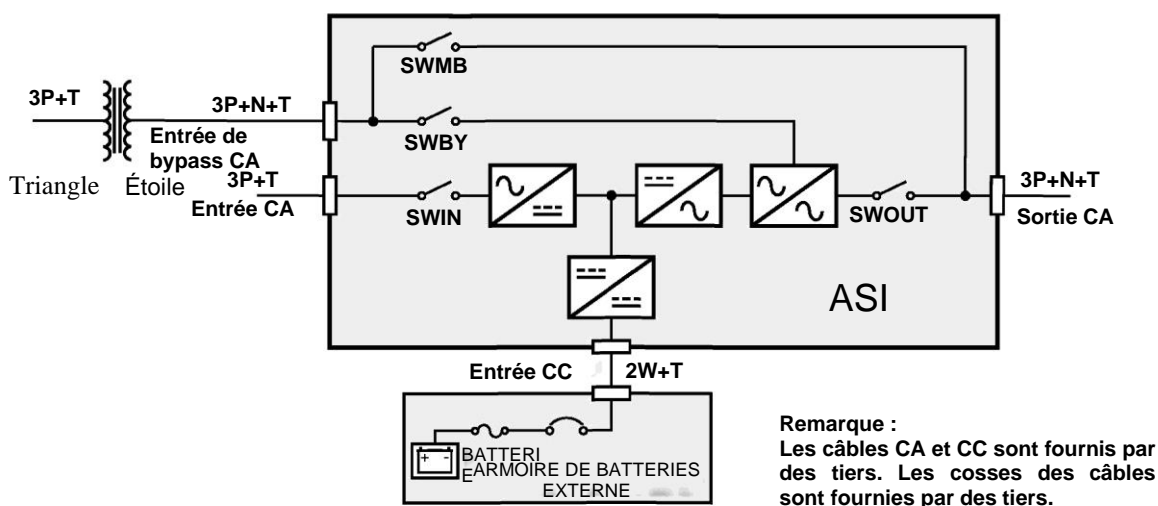 SWMB
3P+T
3P+N+T
Entrée de
bypass CA
SWBY
Triangle
Étoile
3P+T
Entrée CA
SWIN
SWOUT
3P+N+T
Sortie CA
ASI
Entrée CC
2W+T
BATTERI
E
ARMOIRE DE BATTERIES
EXTERNE
Remarque :
Les câbles CA et CC sont fournis par
des tiers. Les cosses des câbles
sont fournies par des tiers.